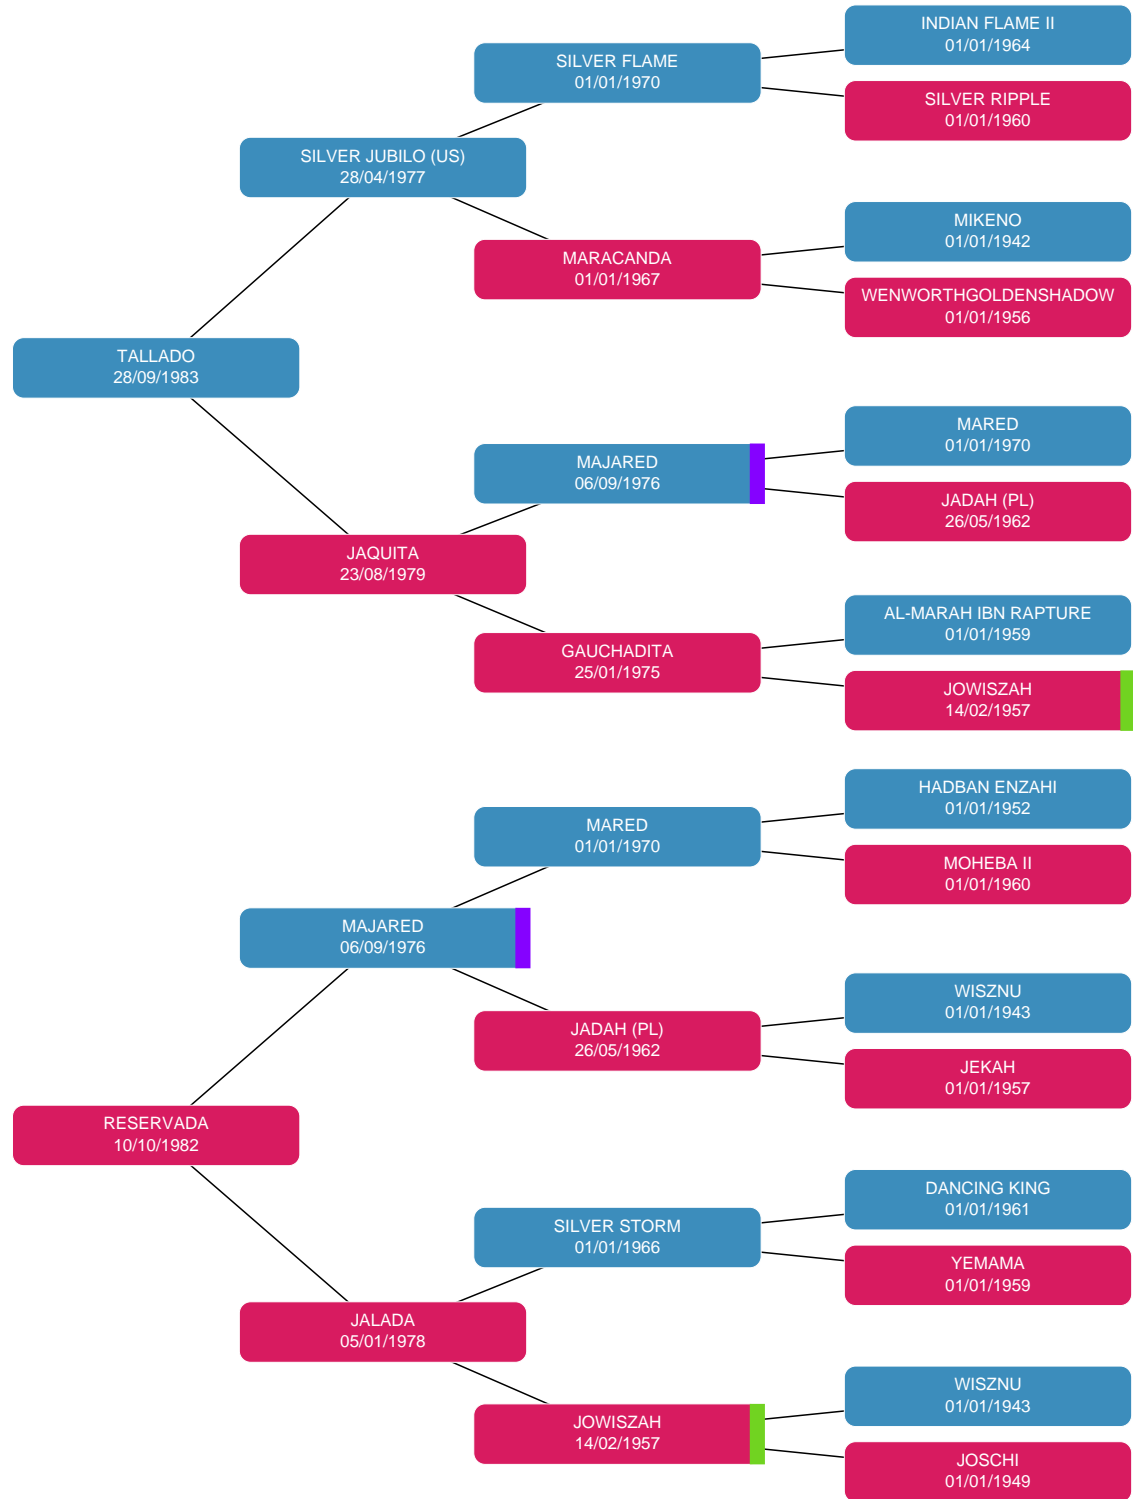 INDIAN FLAME II
01/01/1964
SILVER FLAME
01/01/1970
SILVER RIPPLE
01/01/1960
SILVER JUBILO (US)
28/04/1977
MIKENO
01/01/1942
MARACANDA
01/01/1967
WENWORTHGOLDENSHADOW
01/01/1956
TALLADO
28/09/1983
MARED
01/01/1970
MAJARED
06/09/1976
JADAH (PL)
26/05/1962
JAQUITA
23/08/1979
AL-MARAH IBN RAPTURE
01/01/1959
GAUCHADITA
25/01/1975
JOWISZAH
14/02/1957
HADBAN ENZAHI
01/01/1952
MARED
01/01/1970
MOHEBA II
01/01/1960
MAJARED
06/09/1976
WISZNU
01/01/1943
JADAH (PL)
26/05/1962
JEKAH
01/01/1957
RESERVADA
10/10/1982
DANCING KING
01/01/1961
SILVER STORM
01/01/1966
YEMAMA
01/01/1959
JALADA
05/01/1978
WISZNU
01/01/1943
JOWISZAH
14/02/1957
JOSCHI
01/01/1949